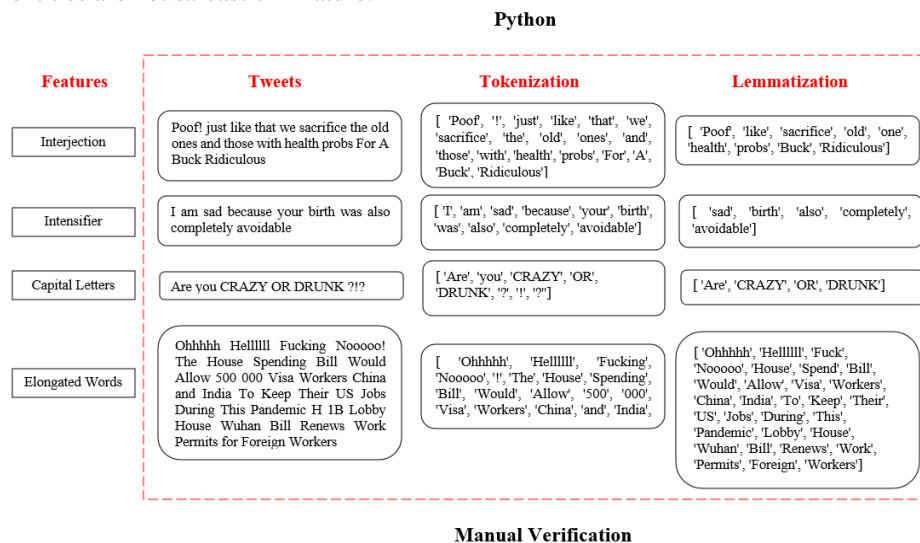 Python
Features
Tweets
Tokenization
Lemmatization
Interjection
Poof! just like that we sacrifice the old
ones and those with health probs For A
Buck Ridiculous
[ 'Poof', '!', 'just', 'like', 'that', 'we',
'sacrifice', 'the', 'old', 'ones', 'and',
'those', 'with', 'health', 'probs', 'For', 'A',
'Buck', 'Ridiculous']
[ 'Poof', 'like', 'sacrifice', 'old', 'one',
'health', 'probs', 'Buck', 'Ridiculous']
Intensifier
I am sad because your birth was also
completely avoidable
[ 'I', 'am', 'sad', 'because', 'your', 'birth',
'was', 'also', 'completely', 'avoidable']
[ 'sad', 'birth', 'also', 'completely',
'avoidable']
Capital Letters
Are you CRAZY OR DRUNK ?!?
[ 'Are', 'you', 'CRAZY', 'OR',
'DRUNK', '?', '!', '?'']
[ 'Are', 'CRAZY', 'OR', 'DRUNK']
Elongated Words
Ohhhhh Hellllll Fucking Nooooo!
The House Spending Bill Would
Allow 500 000 Visa Workers China
and India To Keep Their US Jobs
During This Pandemic H 1B Lobby
House Wuhan Bill Renews Work
Permits for Foreign Workers
[ 'Ohhhhh', 'Hellllll', 'Fucking',
'Nooooo', '!', 'The', 'House', 'Spending',
'Bill', 'Would', 'Allow', '500', '000',
'Visa', 'Workers', 'China', 'and', 'India',
[ 'Ohhhhh', 'Hellllll', 'Fuck',
'Nooooo', 'House', 'Spend', 'Bill',
'Would', 'Allow', 'Visa', 'Workers',
'China', 'India', 'To', 'Keep', 'Their',
'US', 'Jobs', 'During', 'This',
'Pandemic', 'Lobby', 'House',
'Wuhan', 'Bill', 'Renews', 'Work',
'Permits', 'Foreign', 'Workers']
Manual Verification